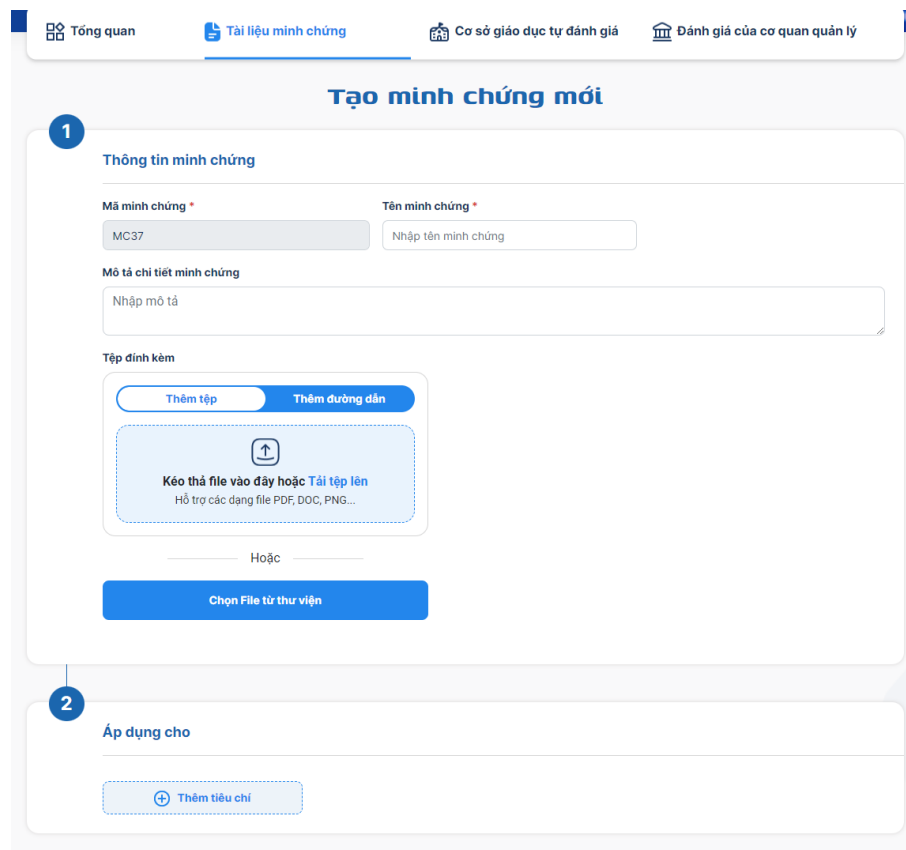 Tổng quan
Tài liệu minh chứng
Cơ sở giáo dục tự đánh giá
Đánh giá của cơ quan quản lý
Tạo minh chứng mới
1
Thông tin minh chứng
Mã minh chứng *
Tên minh chứng *
MC37
Nhập tên minh chứng
Mô tả chi tiết minh chứng
Nhập mô tả
Tệp đính kèm
Thêm tệp
Thêm đường dẫn
Kéo thả file vào đây hoặc Tải tệp lên
Hỗ trợ các dạng file PDF, DOC, PNG...
Hoặc
Chọn File từ thư viện
2
Áp dụng cho
Thêm tiêu chí